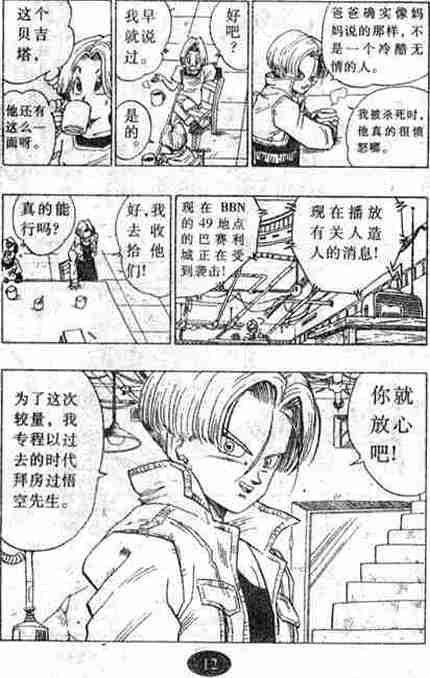 爸爸确实像妈
妈说的那样，不
是一个冷酷无
情的人。
我被杀死时，
他真的很愤
怒哪。
好
吧？
我早
就说
过。
是的。
这个
贝吉
塔，
他还有
这么一
面呀。
现在播放
有关人造
人的消息!
现在 BBN
的 49 地点
的巴赛利
城正在受
到袭击!
好,我
去收
拾他
们!
真的能
行吗?
你就
放心
吧!
为了这次
较量，我
专程以过
去的时代
拜房过悟
空先生。
12